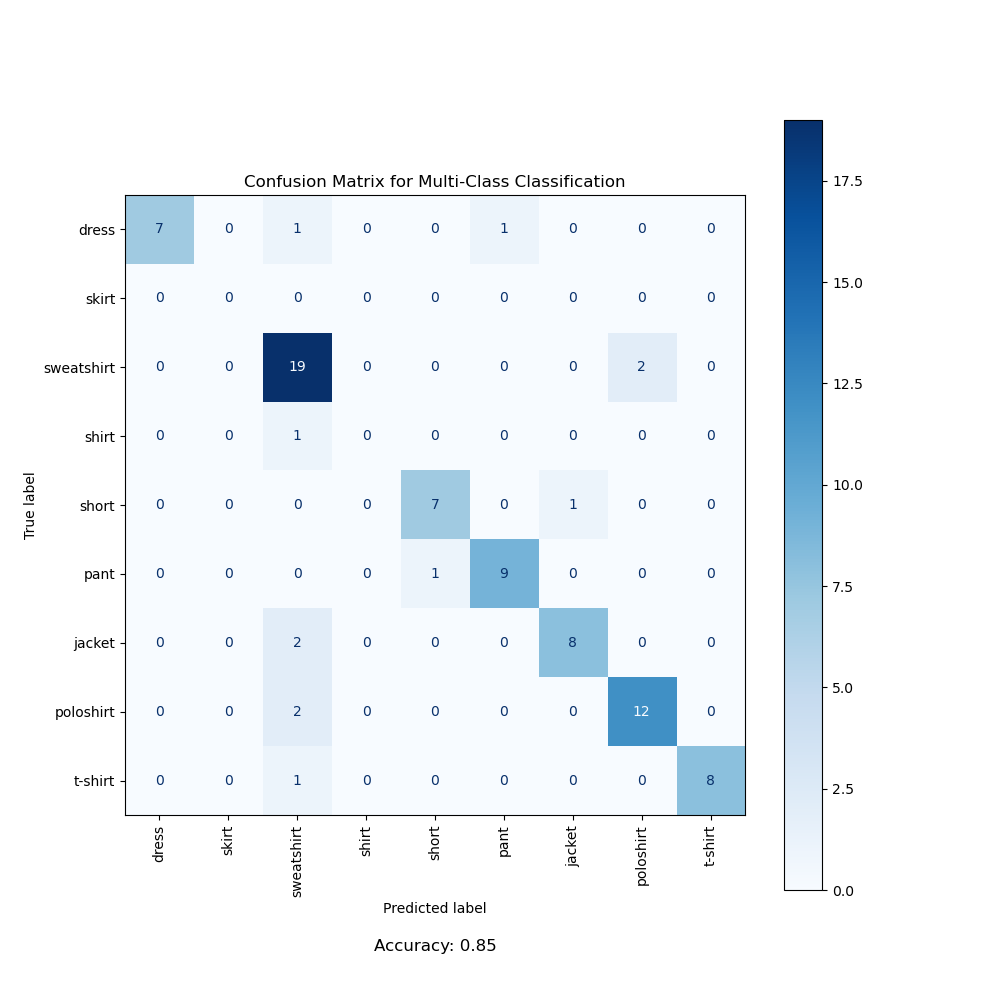 Confusion Matrix for Multi-Class Classification
dress 7 0 1 0 0 1 0 0 0
skirt 0 0 0 0 0 0 0 0 0
sweatshirt 0 0 19 0 0 0 0 2 0
shirt 0 0 1 0 0 0 0 0 0
short 0 0 0 0 7 0 1 0 0
pant 0 0 0 0 1 9 0 0 0
jacket 0 0 2 0 0 0 8 0 0
poloshirt 0 0 2 0 0 0 0 12 0
t-shirt 0 0 1 0 0 0 0 0 8
True label
dress skirt sweatshirt shirt short pant jacket poloshirt t-shirt
Predicted label
Accuracy: 0.85
17.5
15.0
12.5
10.0
7.5
5.0
2.5
0.0